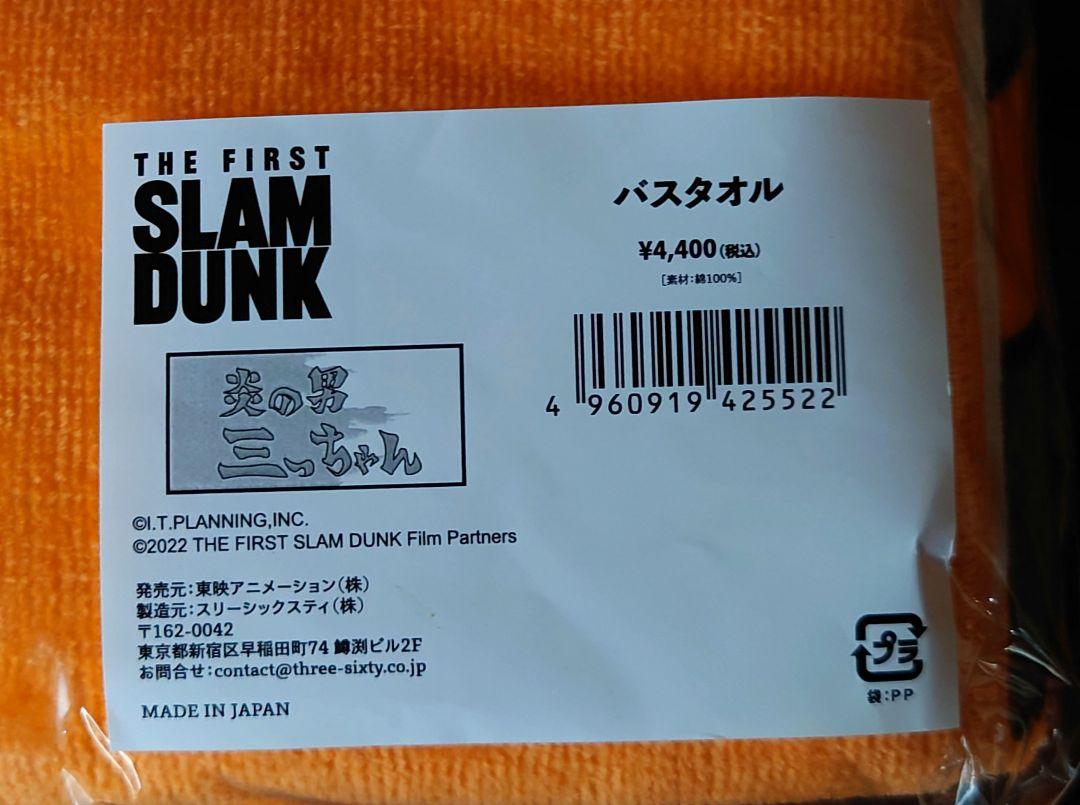 THE FIRST
SLAM
DUNK
炎の男
三っちゃん
©I.T.PLANNING,INC.
©2022 THE FIRST SLAM DUNK Film Partners
発売元:東映アニメーション(株)
製造元:スリーシックスティ(株)
〒162-0042
東京都新宿区早稲田町74 鱒渕ビル2F
お問合せ:contact@three-sixty.co.jp
MADE IN JAPAN
バスタオル
¥4,400(税込)
[素材:綿100%]
4 960919 425522
プラ
袋:PP